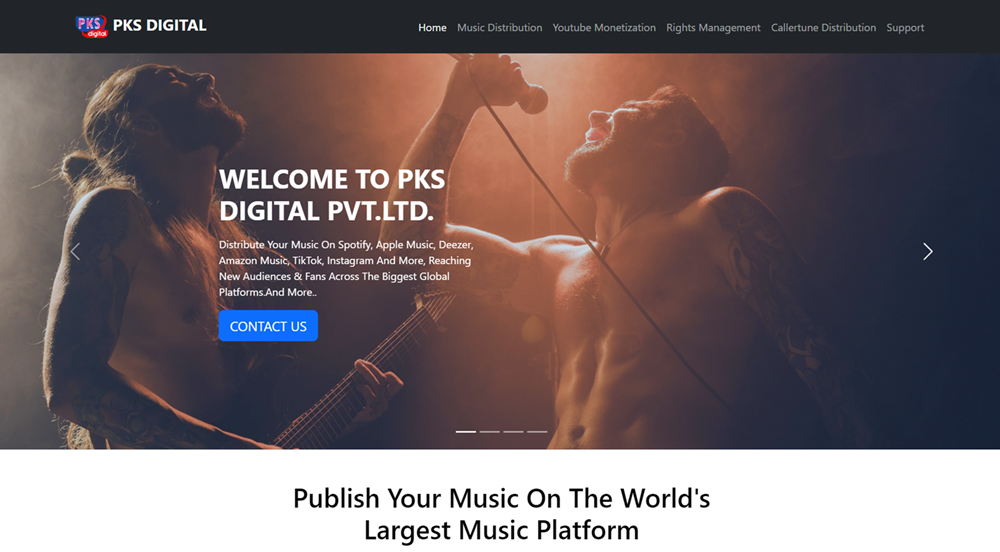 PKS
digital
PKS DIGITAL
Home Music Distribution Youtube Monetization Rights Management Callertune Distribution Support
WELCOME TO PKS
DIGITAL PVT.LTD.
Distribute Your Music On Spotify, Apple Music, Deezer,
Amazon Music, TikTok, Instagram And More, Reaching
New Audiences & Fans Across The Biggest Global
Platforms.And More..
CONTACT US
Publish Your Music On The World's
Largest Music Platform